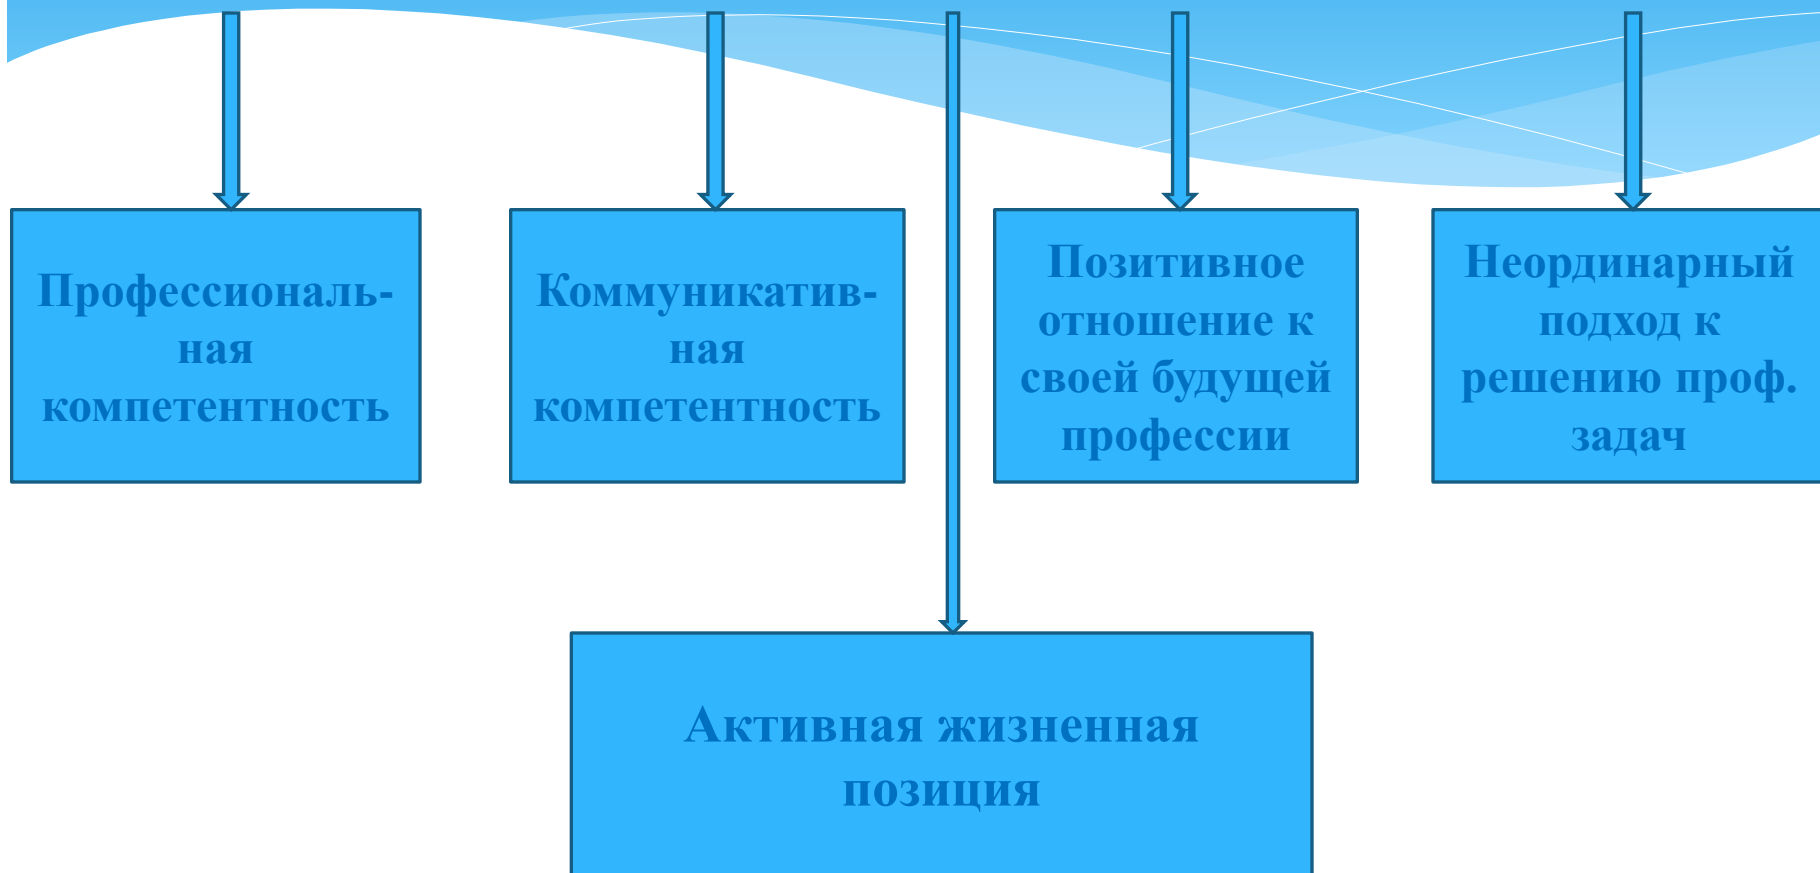 Профессиональ-
ная
компетентность
Коммуникатив-
ная
компетентность
Позитивное
отношение к
своей будущей
профессии
Неординарный
подход к
решению проф.
задач
Активная жизненная
позиция